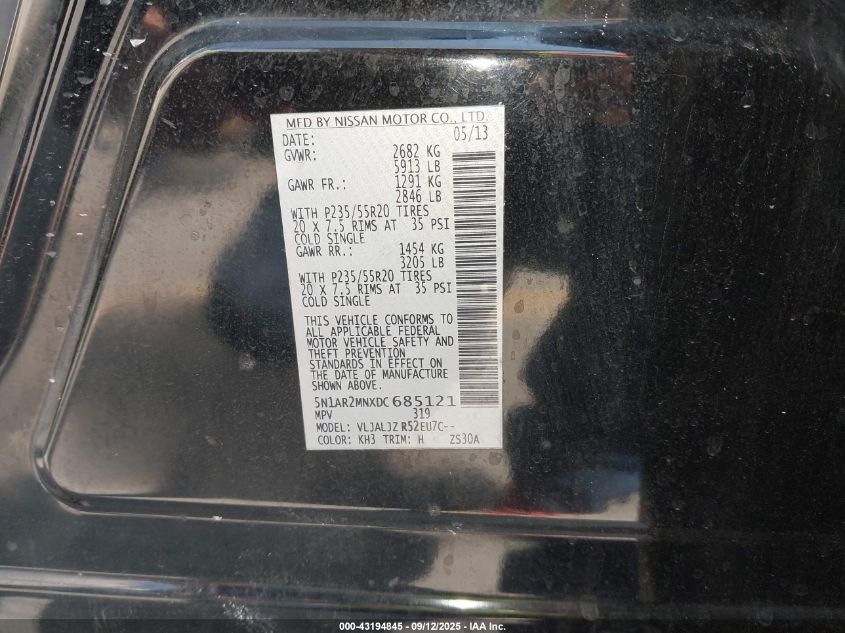 MFD BY NISSAN MOTOR CO., LTD.
DATE: 05/13
GVWR: 2682 KG
5913 LB
GAWR FR.: 1291 KG
2846 LB
WITH P235/55R20 TIRES
20 X 7.5 RIMS AT 35 PSI
COLD SINGLE
GAWR RR.: 1454 KG
3205 LB
WITH P235/55R20 TIRES
20 X 7.5 RIMS AT 35 PSI
COLD SINGLE
THIS VEHICLE CONFORMS TO
ALL APPLICABLE FEDERAL
MOTOR VEHICLE SAFETY AND
THEFT PREVENTION
STANDARDS IN EFFECT ON
THE DATE OF MANUFACTURE
SHOWN ABOVE.
5N1AR2MNXDC 685121
MPV 319
MODEL: VLJALJZ R52EU7C--
COLOR: KH3 TRIM: H ZS30A
000-43194845 - 09/12/2025 - IAA Inc.